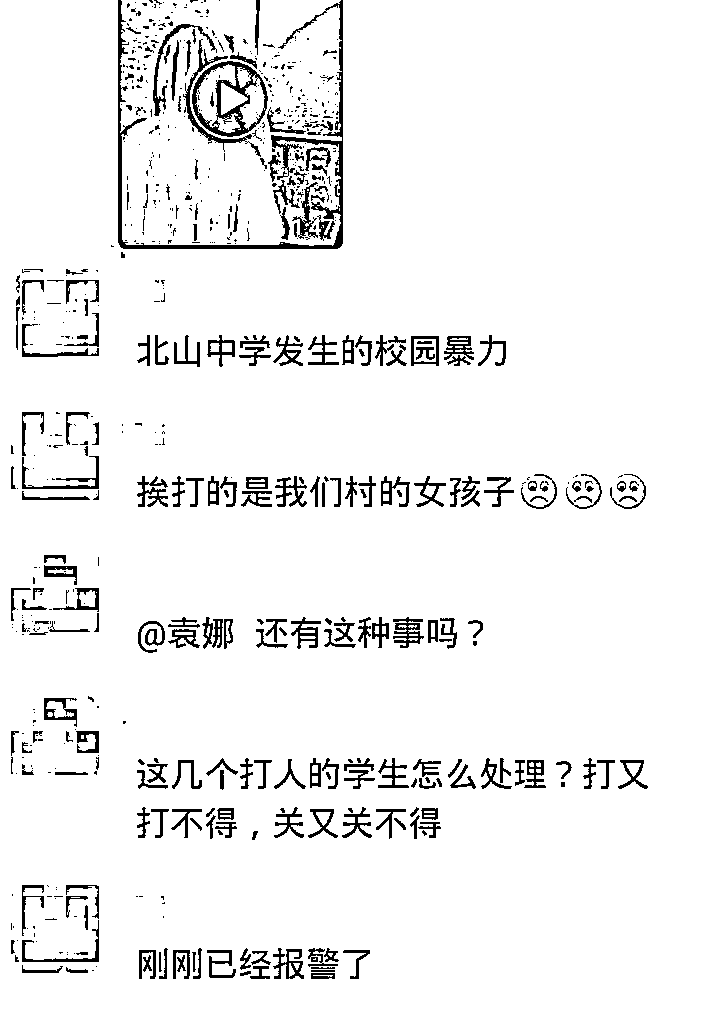 1:47
北山中学发生的校园暴力
挨打的是我们村的女孩子
@袁娜 还有这种事吗？
这几个打人的学生怎么处理？打又
打不得，关又关不得
刚刚已经报警了